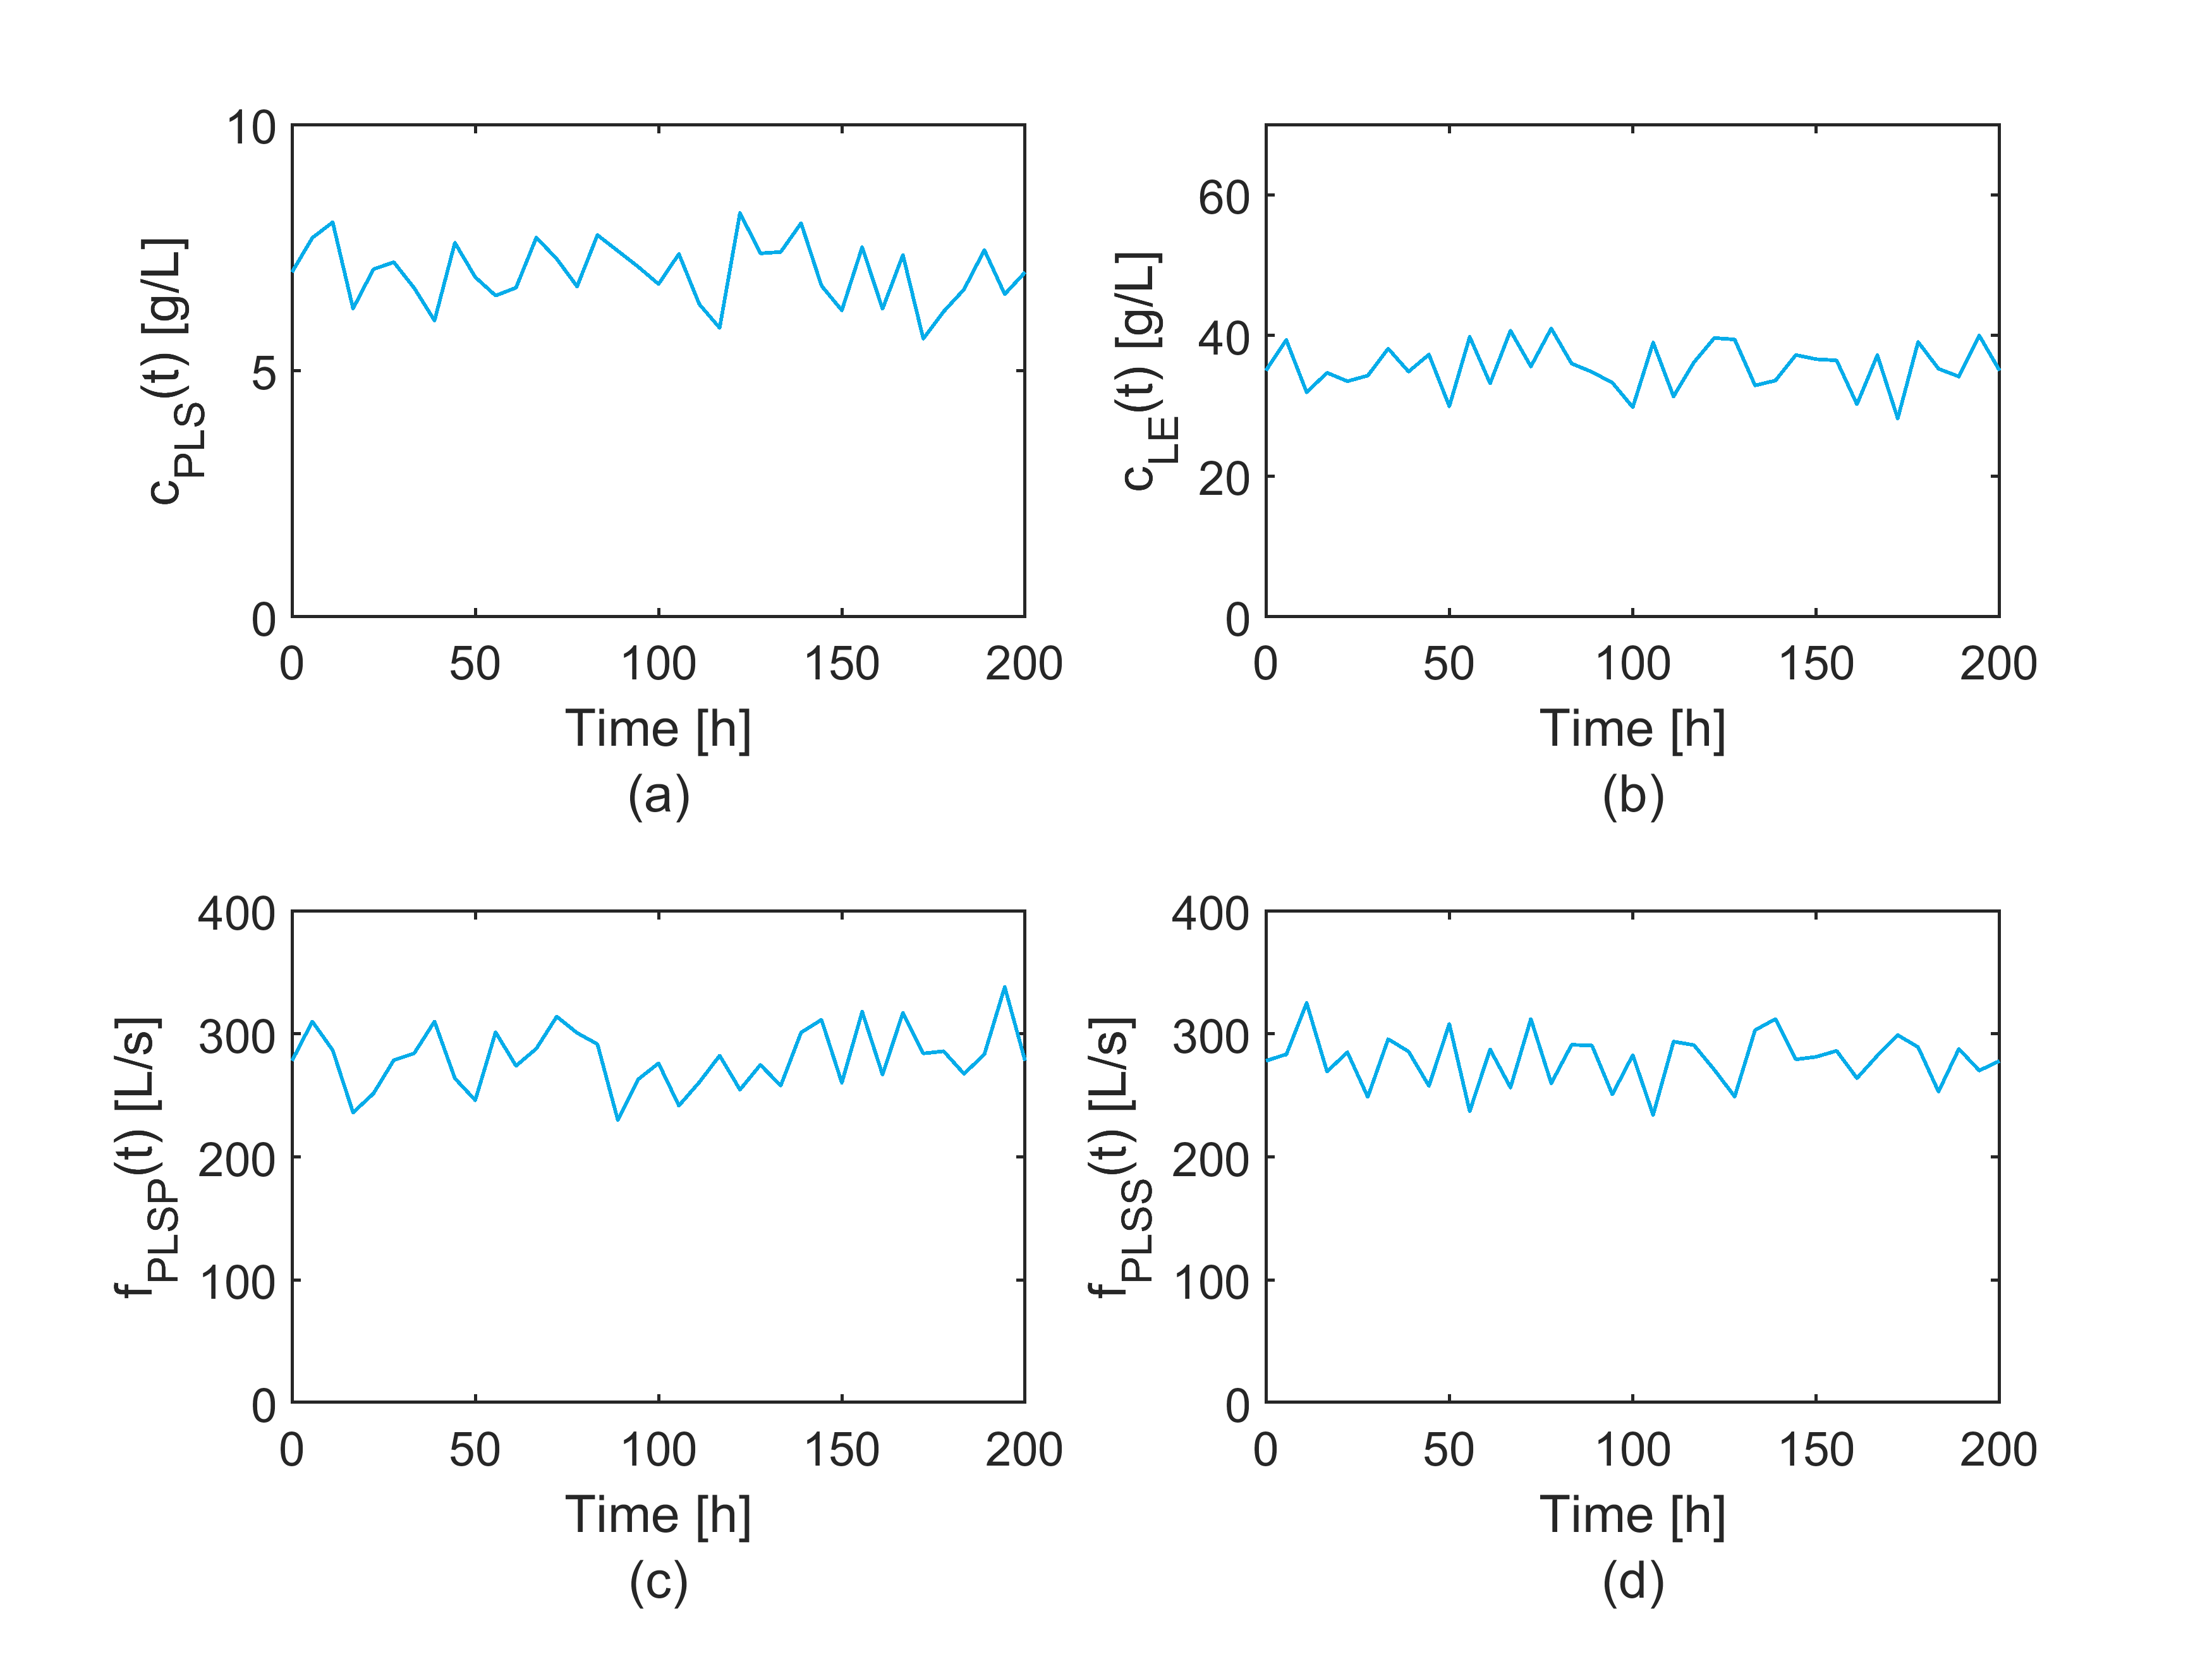 10
5
0
0 50 100 150 200
Time [h]
(a)
c_PLS(t) [g/L]
60
40
20
0
0 50 100 150 200
Time [h]
(b)
c_LE(t) [g/L]
400
300
200
100
0
0 50 100 150 200
Time [h]
(c)
f_PLSP(t) [L/s]
400
300
200
100
0
0 50 100 150 200
Time [h]
(d)
f_PLSS(t) [L/s]